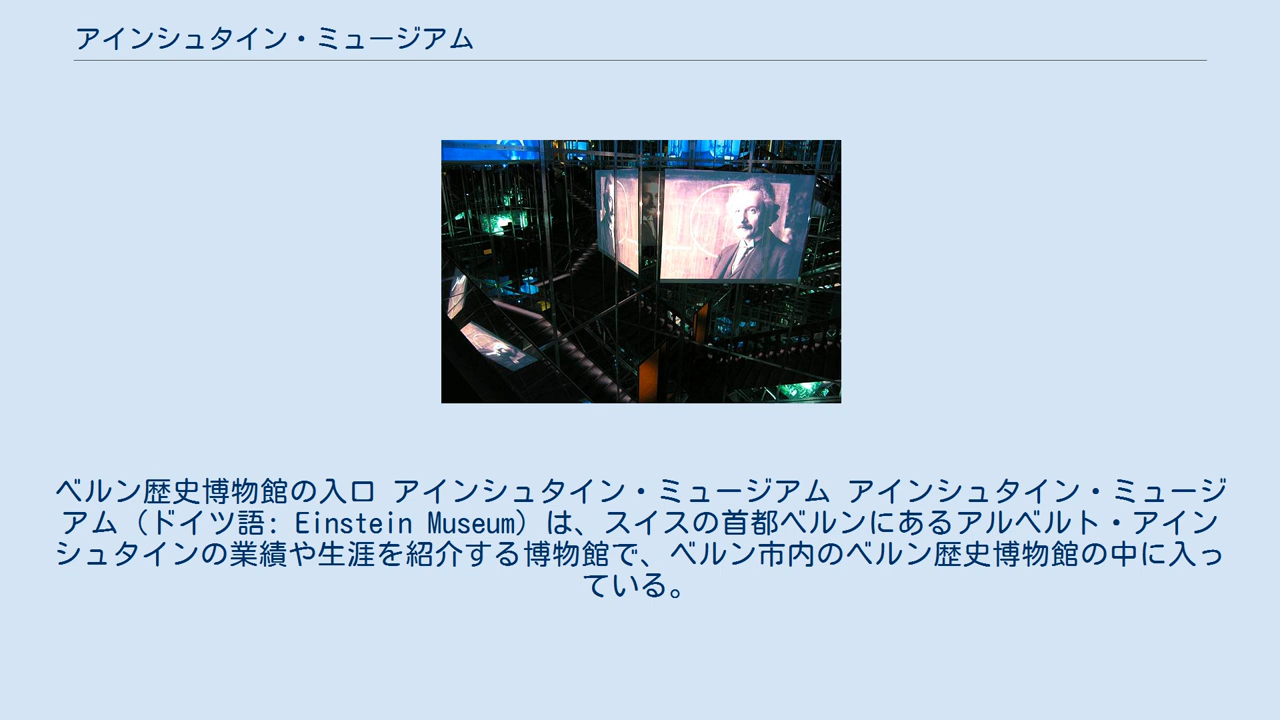 アインシュタイン・ミュージアム
ベルン歴史博物館の入口 アインシュタイン・ミュージアム アインシュタイン・ミュージ
アム（ドイツ語: Einstein Museum）は、スイスの首都ベルンにあるアルベルト・アイン
シュタインの業績や生涯を紹介する博物館で、ベルン市内のベルン歴史博物館の中に入っ
ている。